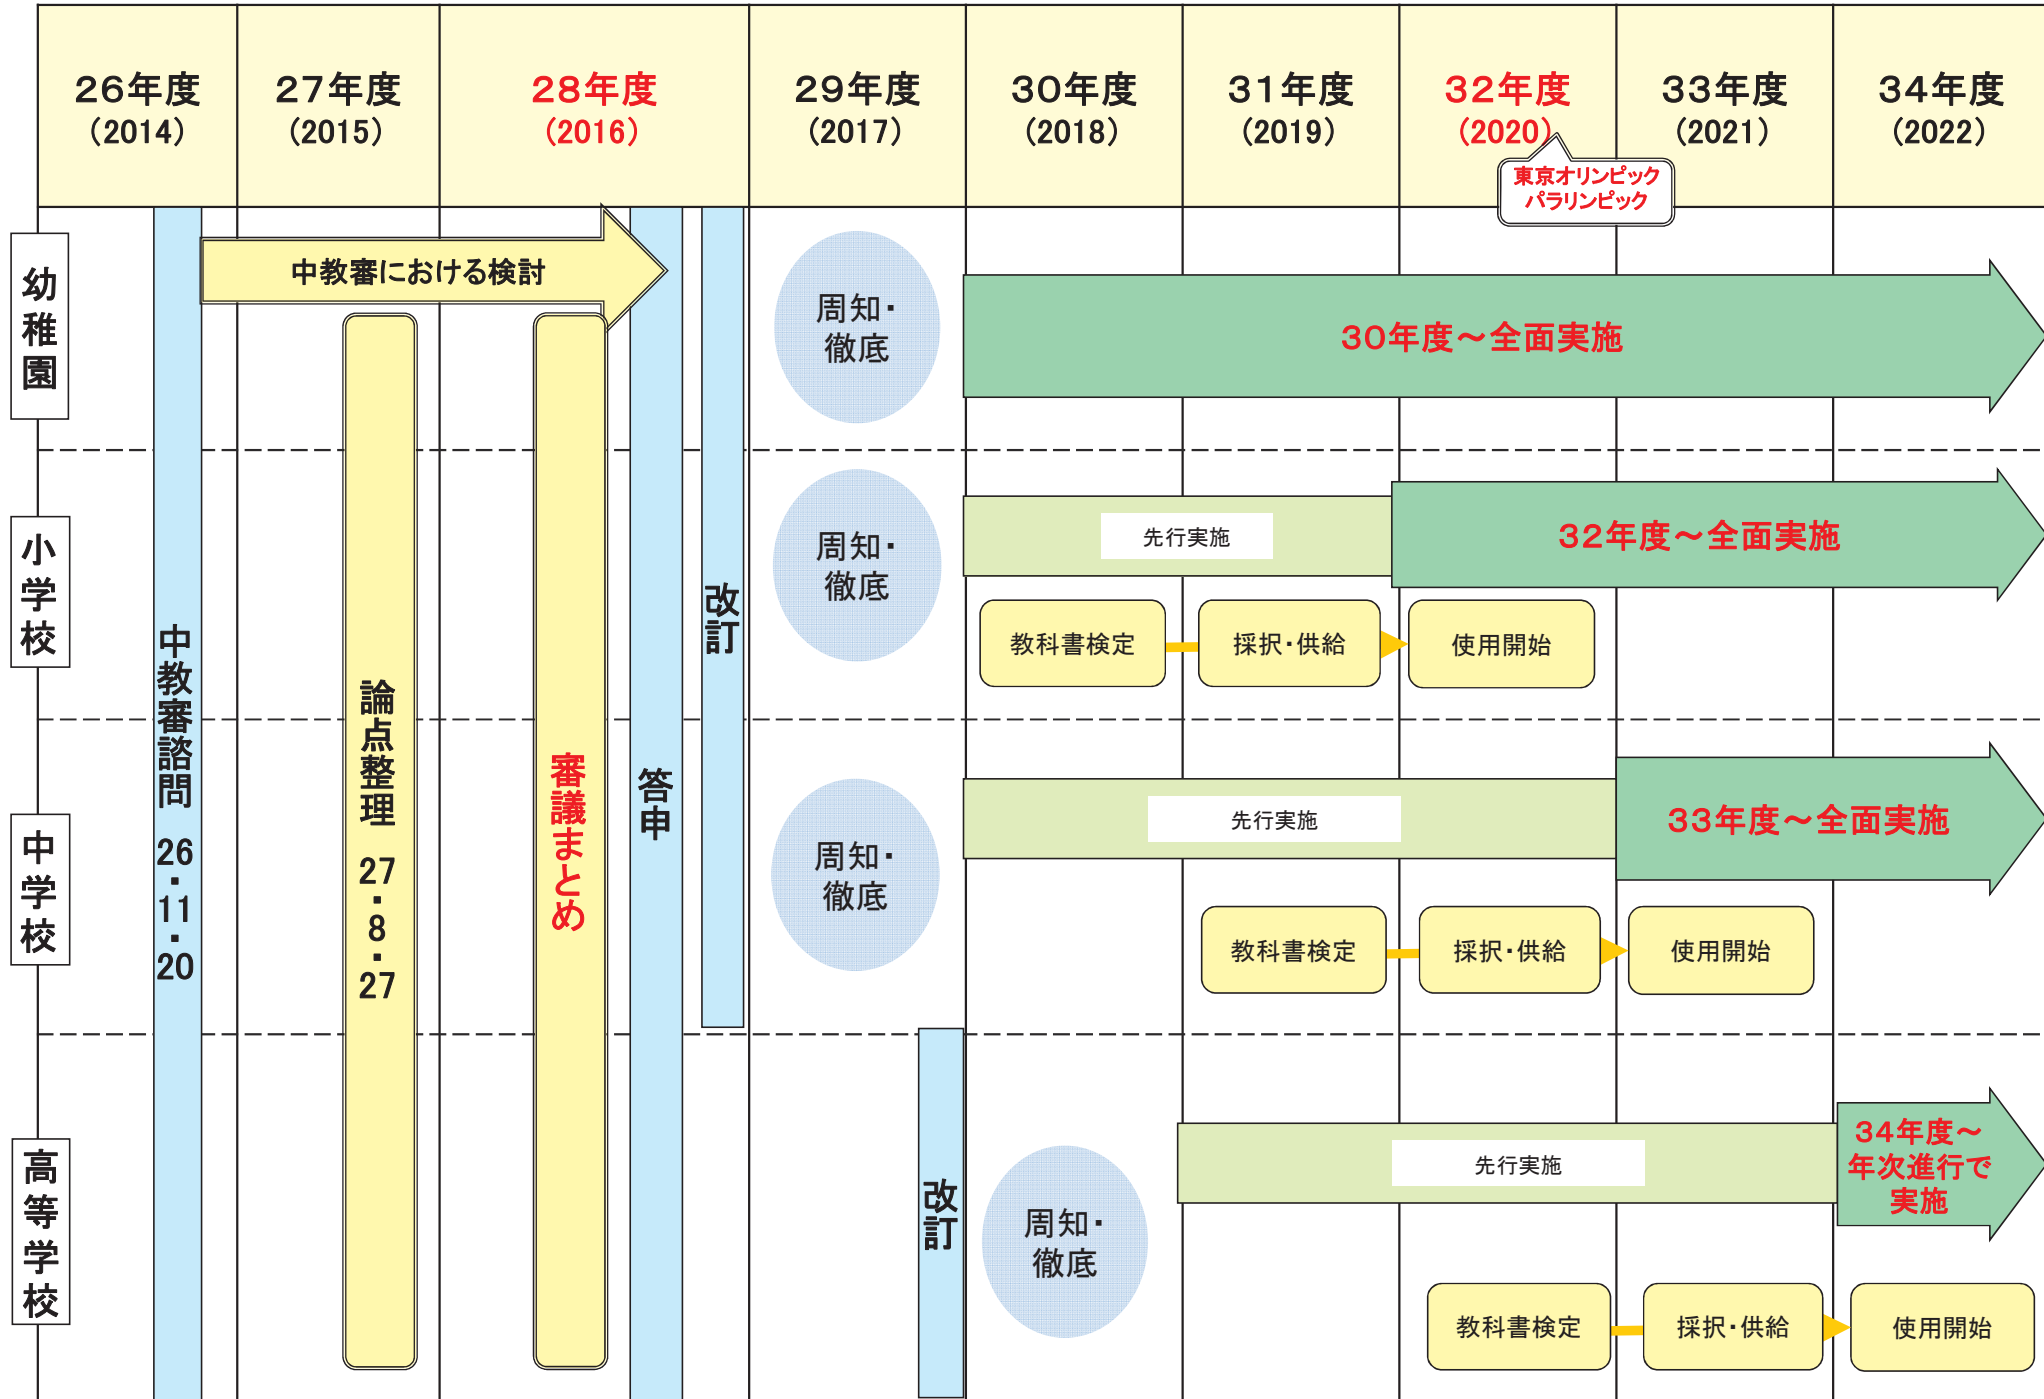 26年度
(2014)
27年度
(2015)
28年度
(2016)
29年度
(2017)
30年度
(2018)
31年度
(2019)
32年度
(2020)
33年度
(2021)
34年度
(2022)
東京オリンピック
パラリンピック
幼稚園
中教審における検討
周知・
徹底
30年度～全面実施
小学校
周知・
徹底
先行実施
32年度～全面実施
教科書検定
採択・供給
使用開始
中教審諮問 26・11・20
論点整理 27・8・27
審議まとめ
答申
改訂
中学校
周知・
徹底
先行実施
33年度～全面実施
教科書検定
採択・供給
使用開始
高等学校
改訂
周知・
徹底
先行実施
34年度～
年次進行で
実施
教科書検定
採択・供給
使用開始